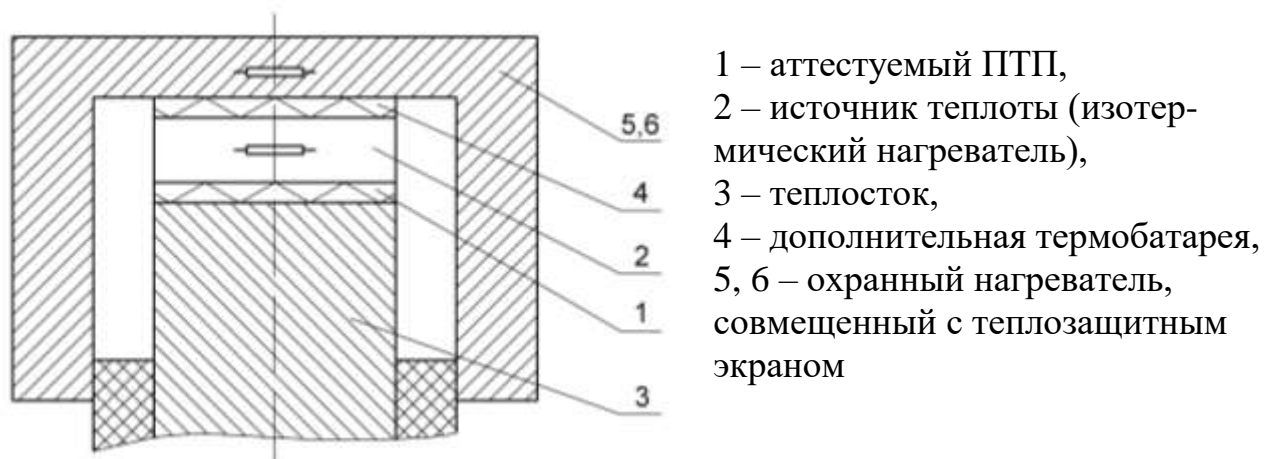 5,6
4
2
1
3
1 – аттестуемый ПТП,
2 – источник теплоты (изотер-
мический нагреватель),
3 – теплосток,
4 – дополнительная термобатарея,
5, 6 – охранный нагреватель,
совмещенный с теплозащитным
экраном